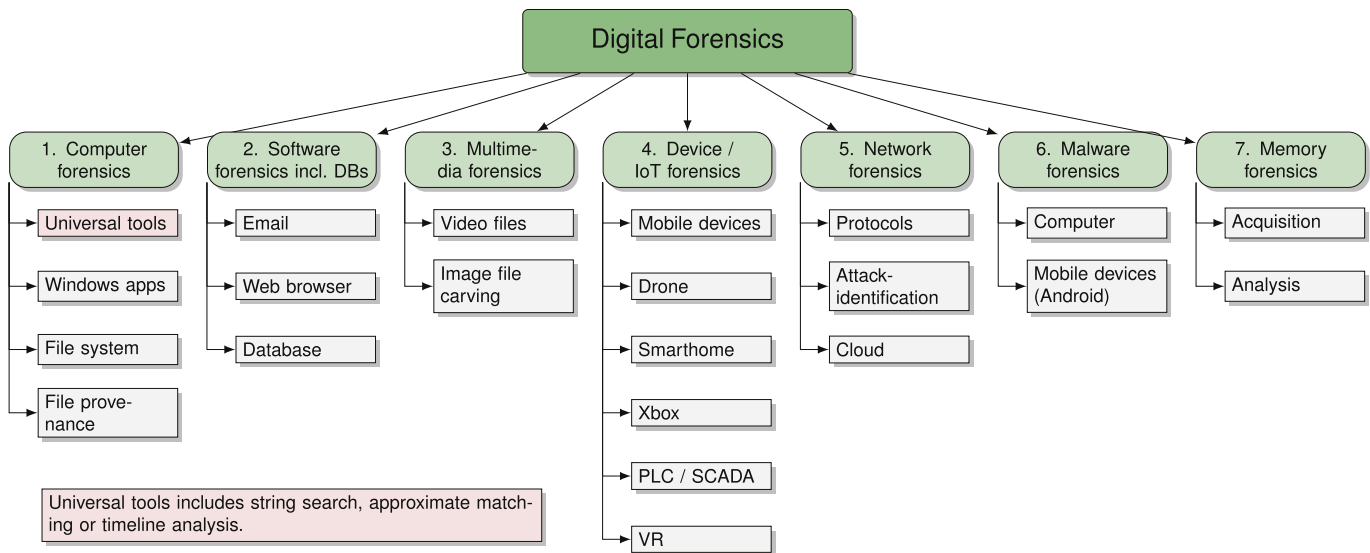 Digital Forensics
1. Computer
forensics
Universal tools
Windows apps
File system
File prove-
nance
2. Software
forensics incl. DBs
Email
Web browser
Database
3. Multime-
dia forensics
Video files
Image file
carving
4. Device /
IoT forensics
Mobile devices
Drone
Smarthome
Xbox
PLC / SCADA
VR
5. Network
forensics
Protocols
Attack-
identification
Cloud
6. Malware
forensics
Computer
Mobile devices
(Android)
7. Memory
forensics
Acquisition
Analysis
Universal tools includes string search, approximate match-
ing or timeline analysis.